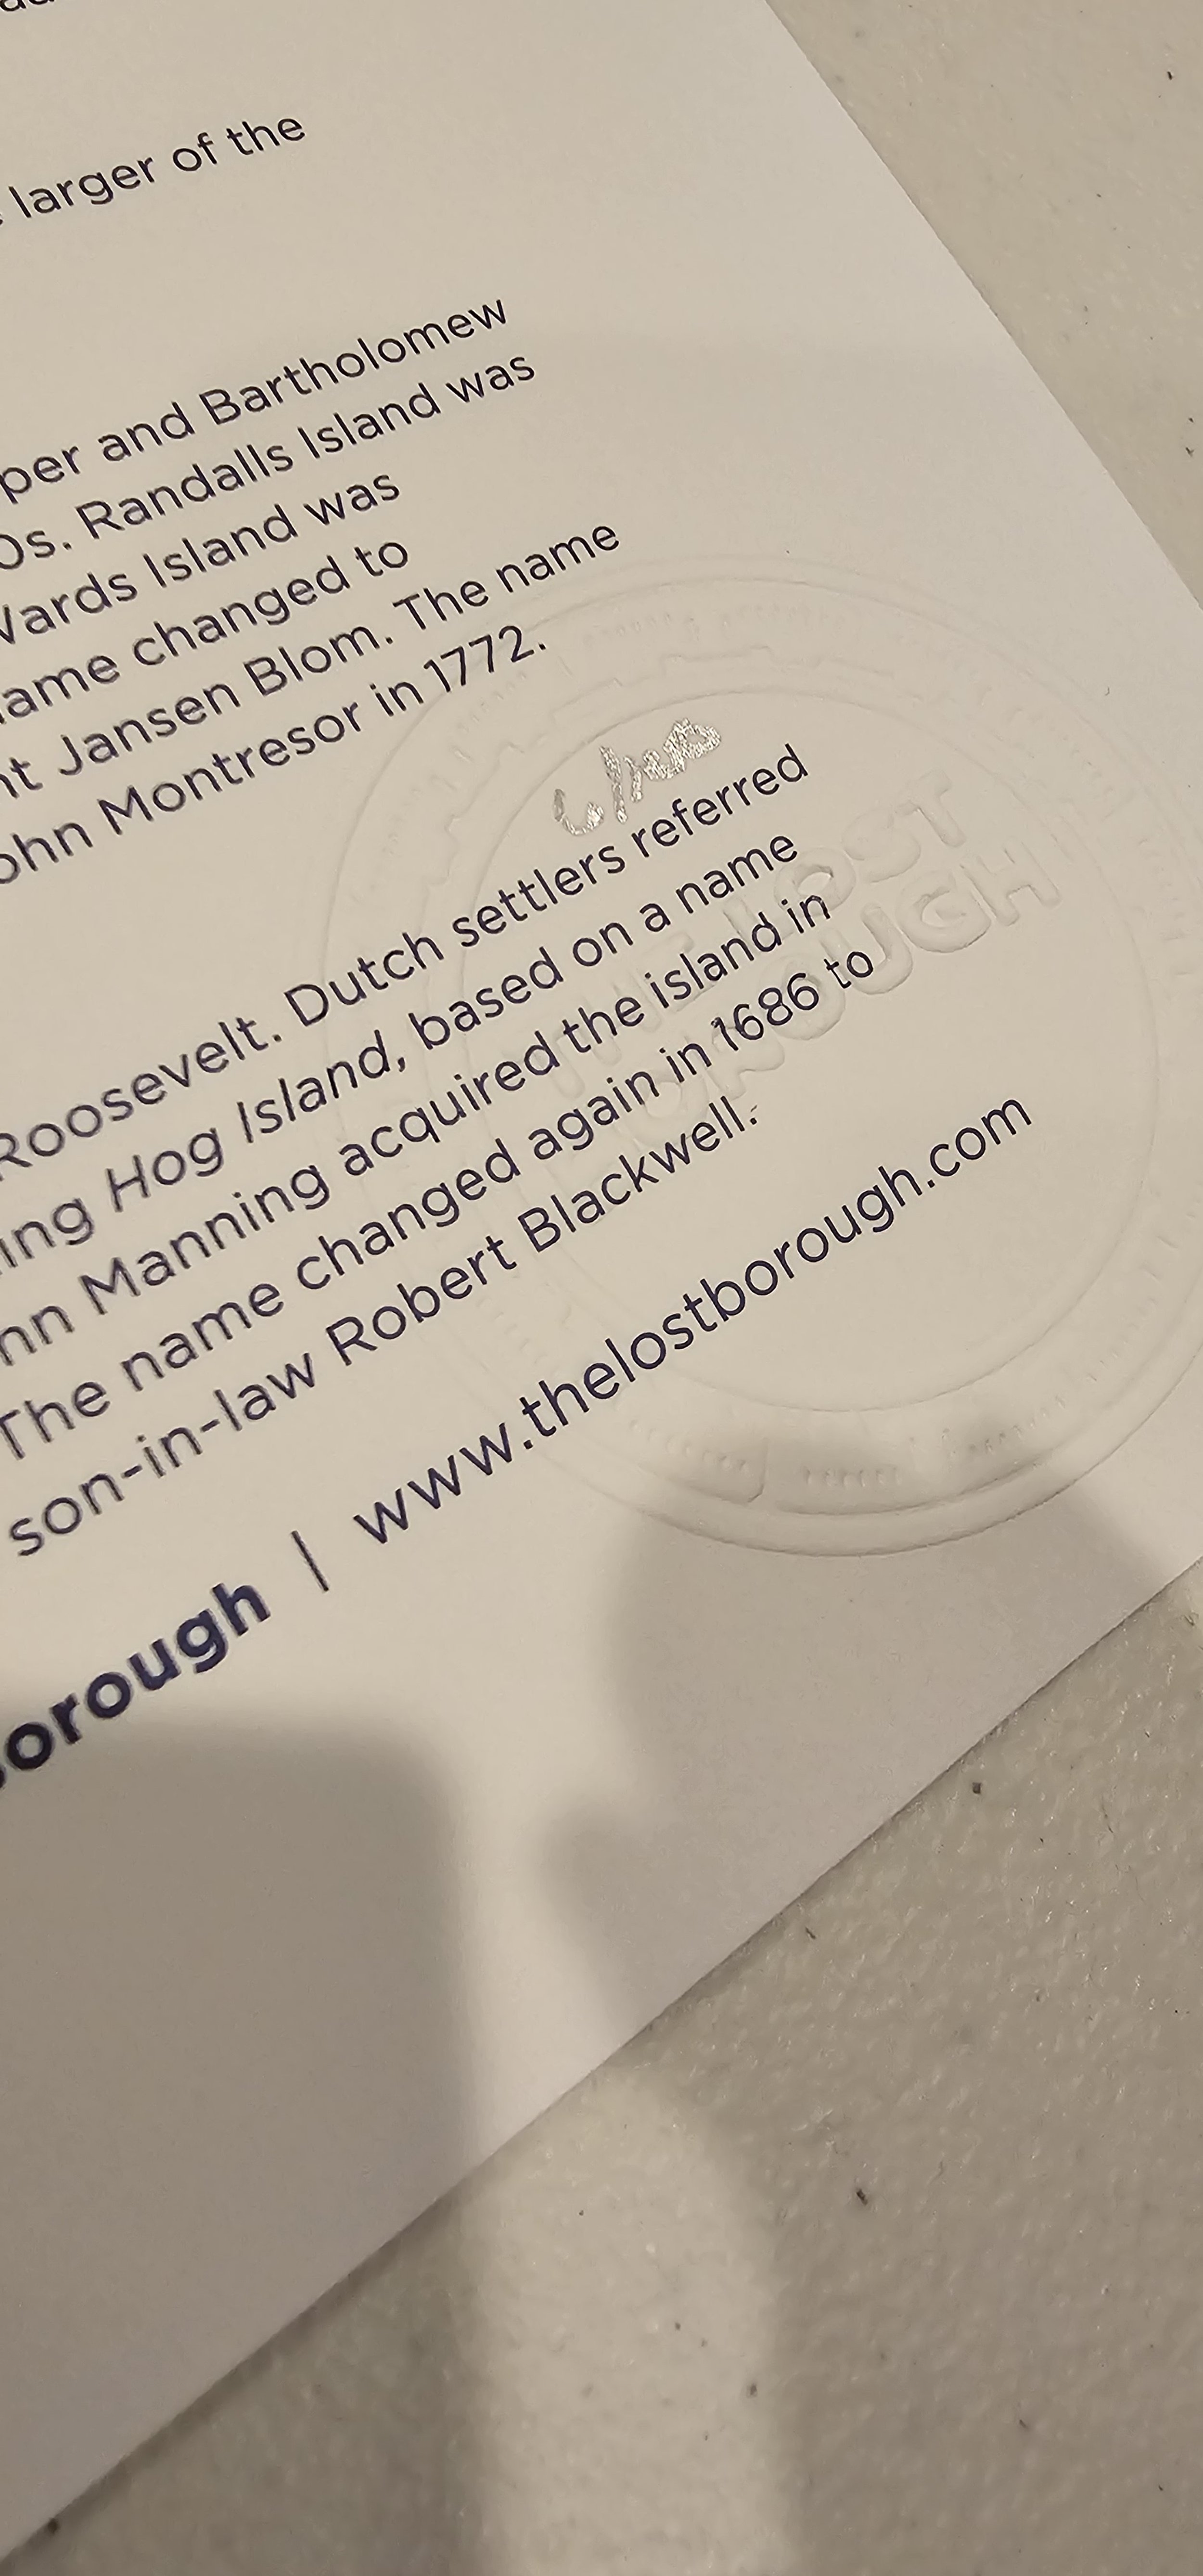 larger of the
per and Bartholomew
Os. Randalls Island was
Wards Island was
ame changed to
nt Jansen Blom. The name
ohn Montresor in 1772.
Roosevelt. Dutch settlers referred
ing Hog Island, based on a name
nn Manning acquired the island in
The name changed again in 1686 to
son-in-law Robert Blackwell.
orough | www.thelostborough.com
THE LOST
BOROUGH